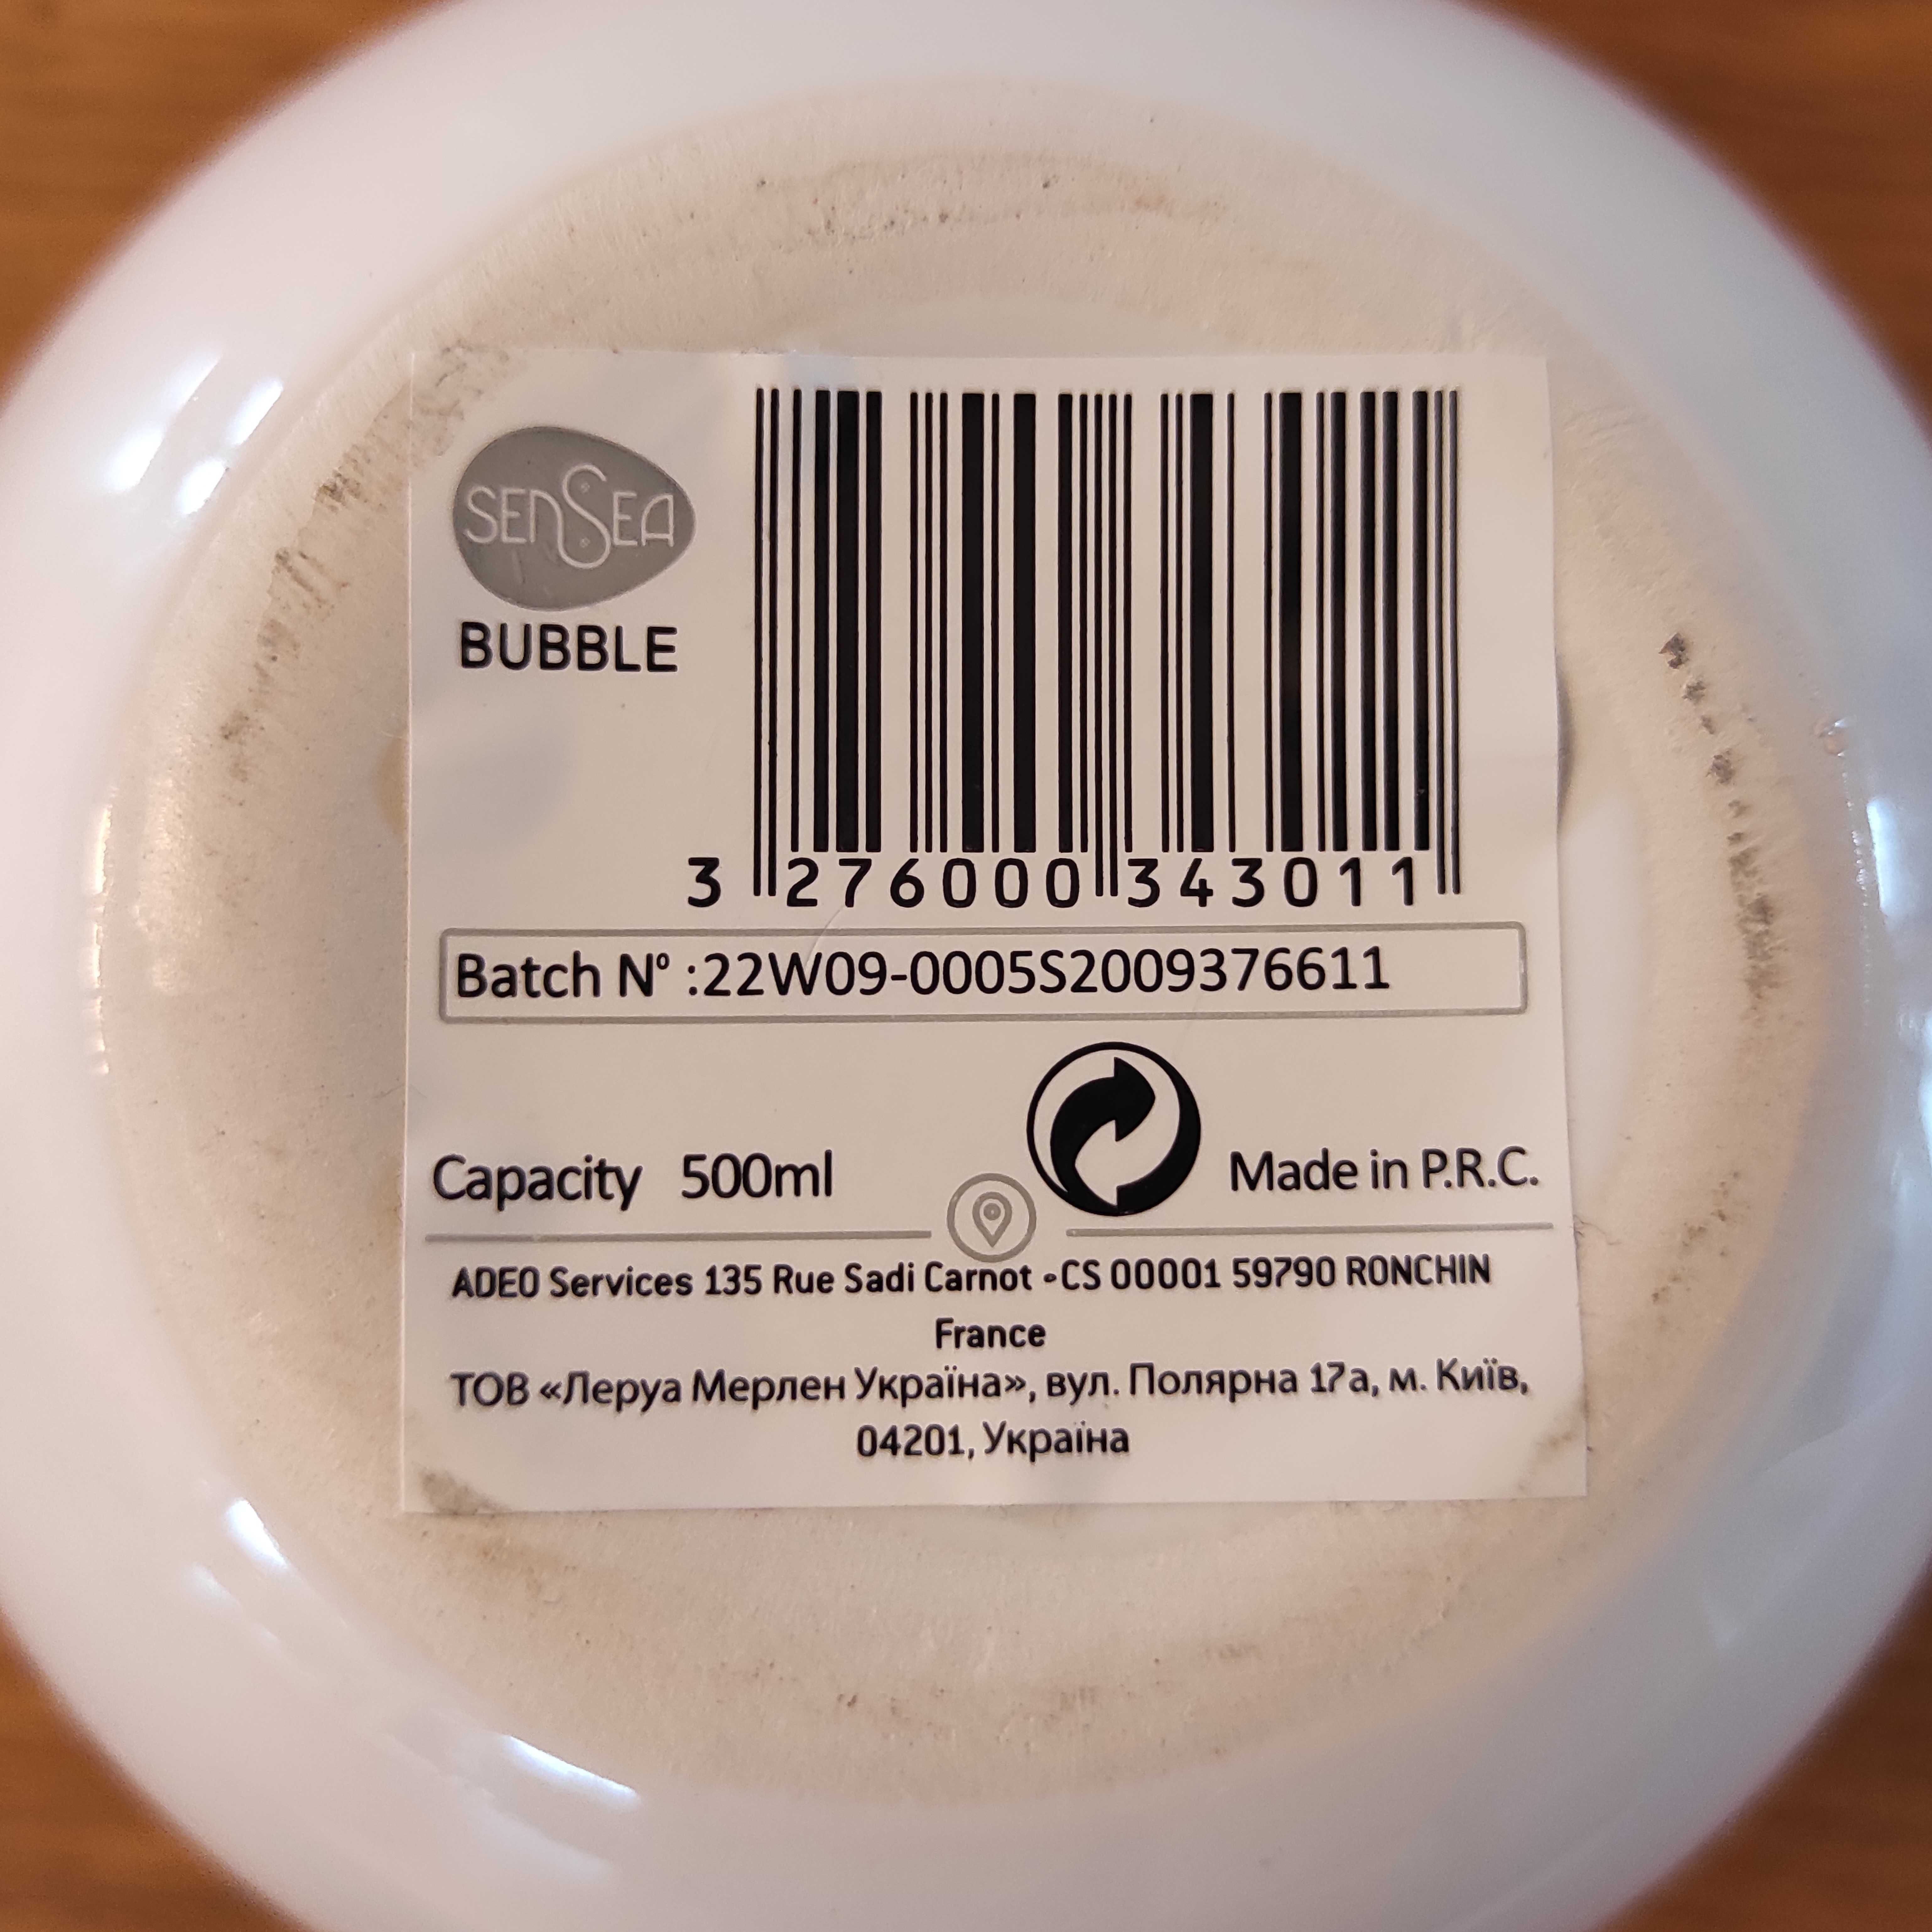 SENSEA
BUBBLE
3 276000 343011
Batch N° :22W09-0005S2009376611
Capacity 500ml
Made in P.R.C.
ADEO Services 135 Rue Sadi Carnot -CS 00001 59790 RONCHIN
France
ТОВ «Леруа Мерлен Україна», вул. Полярна 17а, м. Київ,
04201, Україна